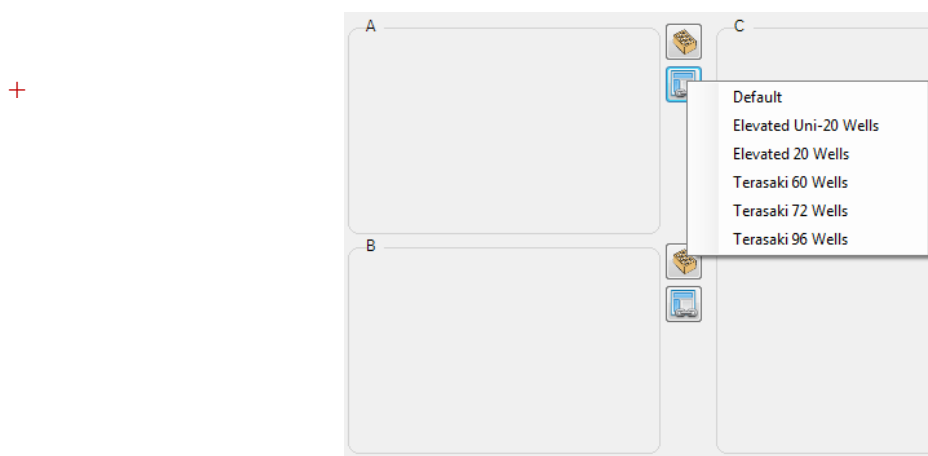 A
C
Default
Elevated Uni-20 Wells
Elevated 20 Wells
Terasaki 60 Wells
Terasaki 72 Wells
Terasaki 96 Wells
B